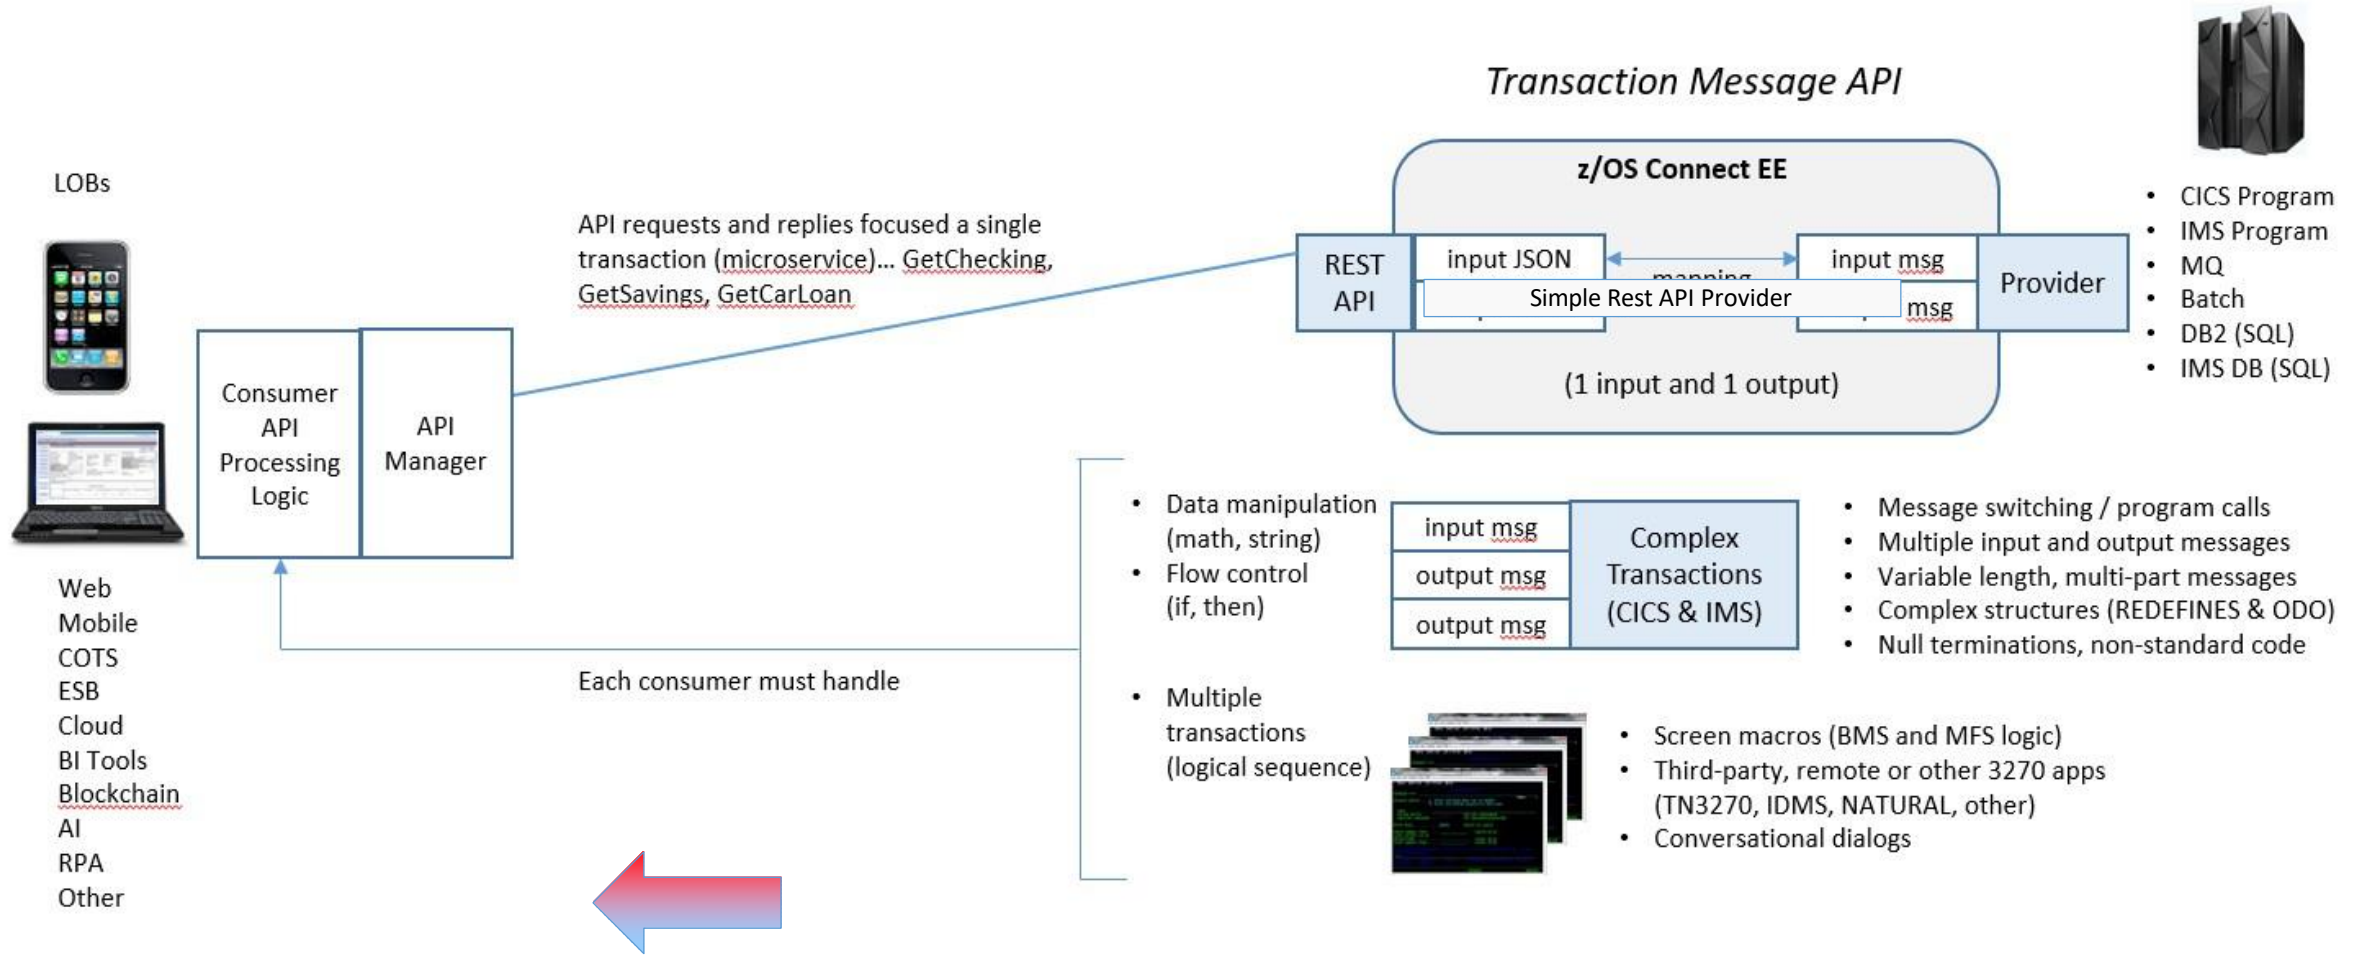 Transaction Message API
LOBs
API requests and replies focused a single
transaction (microservice)... GetChecking,
GetSavings, GetCarLoan
z/OS Connect EE
REST
API
input JSON
mapping
input msg
Simple Rest API Provider
msg
Provider
(1 input and 1 output)
• CICS Program
• IMS Program
• MQ
• Batch
• DB2 (SQL)
• IMS DB (SQL)
Consumer
API
Processing
Logic
API
Manager
Web
Mobile
COTS
ESB
Cloud
BI Tools
Blockchain
AI
RPA
Other
Each consumer must handle
• Data manipulation
(math, string)
• Flow control
(if, then)
• Multiple
transactions
(logical sequence)
input msg
output msg
output msg
Complex
Transactions
(CICS & IMS)
• Message switching / program calls
• Multiple input and output messages
• Variable length, multi-part messages
• Complex structures (REDEFINES & ODO)
• Null terminations, non-standard code
• Screen macros (BMS and MFS logic)
• Third-party, remote or other 3270 apps
(TN3270, IDMS, NATURAL, other)
• Conversational dialogs